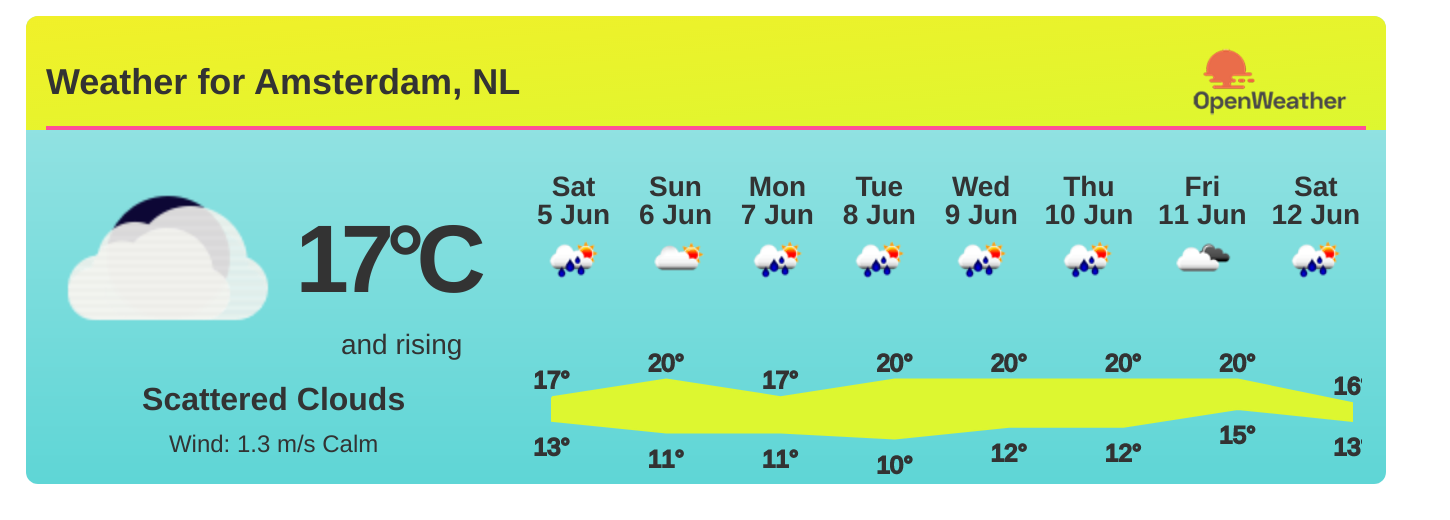 Weather for Amsterdam, NL
OpenWeather
17°C
and rising
Scattered Clouds
Wind: 1.3 m/s Calm
Sat Sun Mon Tue Wed Thu Fri Sat
5 Jun 6 Jun 7 Jun 8 Jun 9 Jun 10 Jun 11 Jun 12 Jun
17° 20° 17° 20° 20° 20° 20° 16°
13° 11° 11° 10° 12° 12° 15° 13°